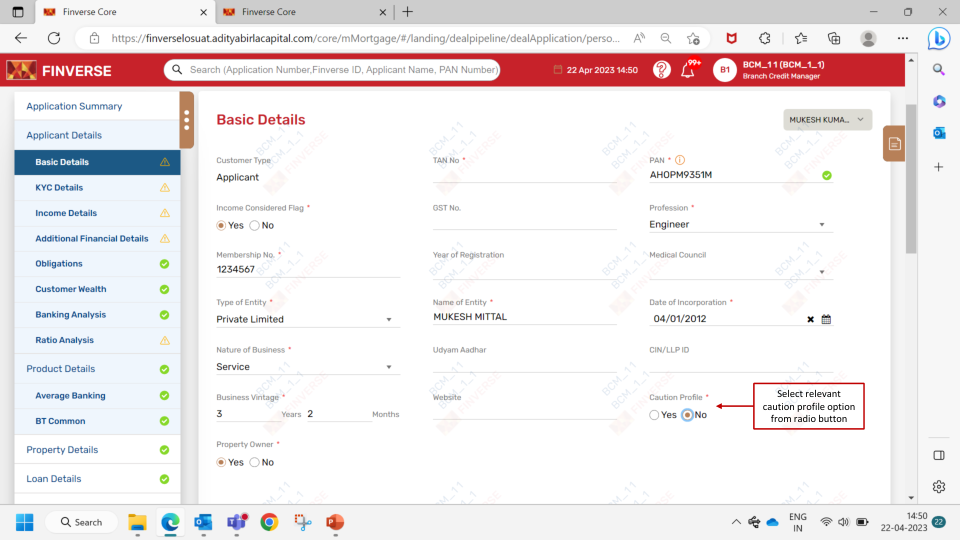 Finverse Core
Finverse Core
https://finverselosuat.adityabirlacapital.com/core/mMortgage/#/landing/dealpipeline/dealApplication/perso...
FINVERSE
Search (Application Number,Finverse ID, Applicant Name, PAN Number)
22 Apr 2023 14:50
99+
B1
BCM_1 1 (BCM_1_1)
Branch Credit Manager
Application Summary
Applicant Details
Basic Details
KYC Details
Income Details
Additional Financial Details
Obligations
Customer Wealth
Banking Analysis
Ratio Analysis
Product Details
Average Banking
BT Common
Property Details
Loan Details
Basic Details
MUKESH KUMA...
Customer Type
Applicant
TAN No *
PAN *
AHOPM9351M
Income Considered Flag *
Yes No
GST No.
Profession *
Engineer
Membership No. *
1234567
Year of Registration
Medical Council
Type of Entity *
Private Limited
Name of Entity *
MUKESH MITTAL
Date of Incorporation *
04/01/2012
Nature of Business *
Service
Udyam Aadhar
CIN/LLP ID
Business Vintage *
3 Years 2 Months
Website
Caution Profile *
Yes No
Select relevant
caution profile option
from radio button
Property Owner *
Yes No
Search
ENG
IN
14:50
22-04-2023
22